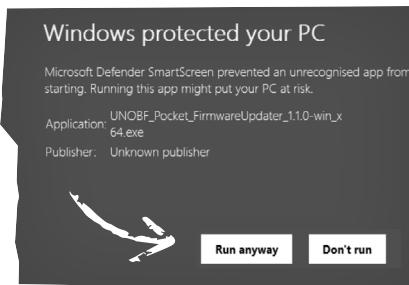 Windows protected your PC
Microsoft Defender SmartScreen prevented an unrecognised app from
starting. Running this app might put your PC at risk.
Application: UNOBF_Pocket_FirmwareUpdater_1.1.0-win_x
64.exe
Publisher: Unknown publisher
Run anyway Don't run